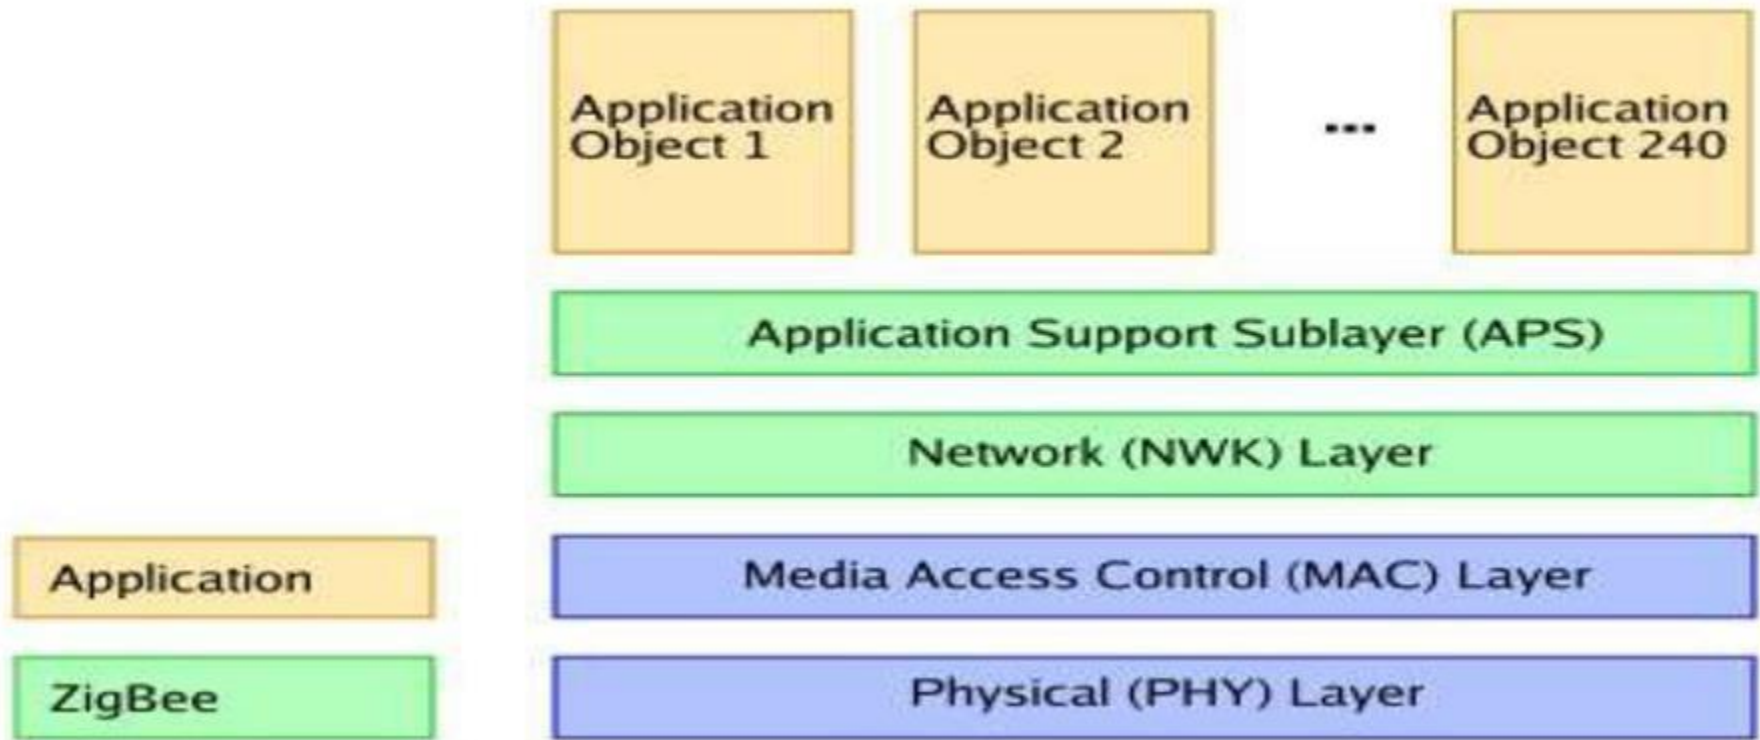 Application
Object 1
Application
Object 2
...
Application
Object 240
Application Support Sublayer (APS)
Network (NWK) Layer
Application
Media Access Control (MAC) Layer
ZigBee
Physical (PHY) Layer